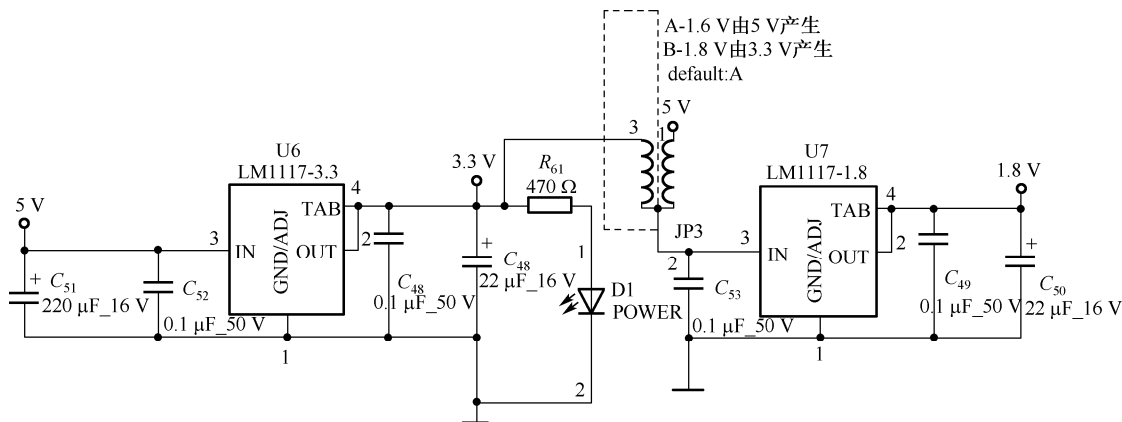 A-1.6 V由5 V产生
B-1.8 V由3.3 V产生
default:A
5 V
3
1
U6
LM1117-3.3
3.3 V
R61
470 Ω
U7
LM1117-1.8
1.8 V
5 V
4
TAB
3
IN
OUT
2
GND/ADJ
1
C51
220 μF_16 V
C52
0.1 μF_50 V
C48
0.1 μF_50 V
C48
22 μF_16 V
1
D1
POWER
2
JP3
2
C53
0.1 μF_50 V
3
IN
TAB
4
OUT
2
GND/ADJ
1
C49
0.1 μF_50 V
C50
22 μF_16 V